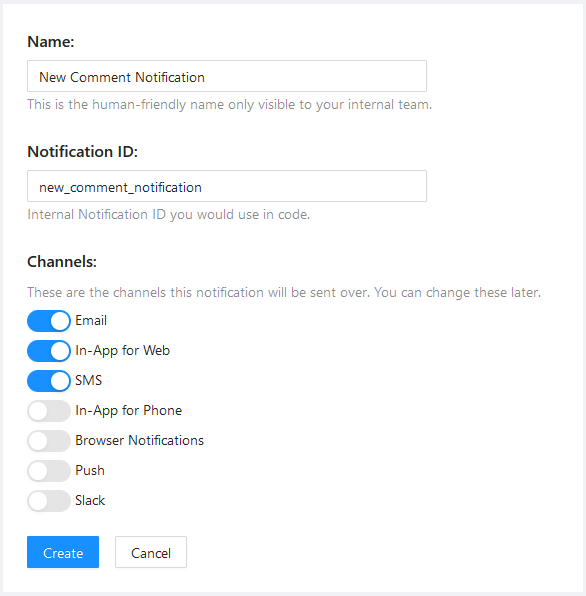 Name:
New Comment Notification
This is the human-friendly name only visible to your internal team.
Notification ID:
new_comment_notification
Internal Notification ID you would use in code.
Channels:
These are the channels this notification will be sent over. You can change these later.
Email
In-App for Web
SMS
In-App for Phone
Browser Notifications
Push
Slack
Create Cancel